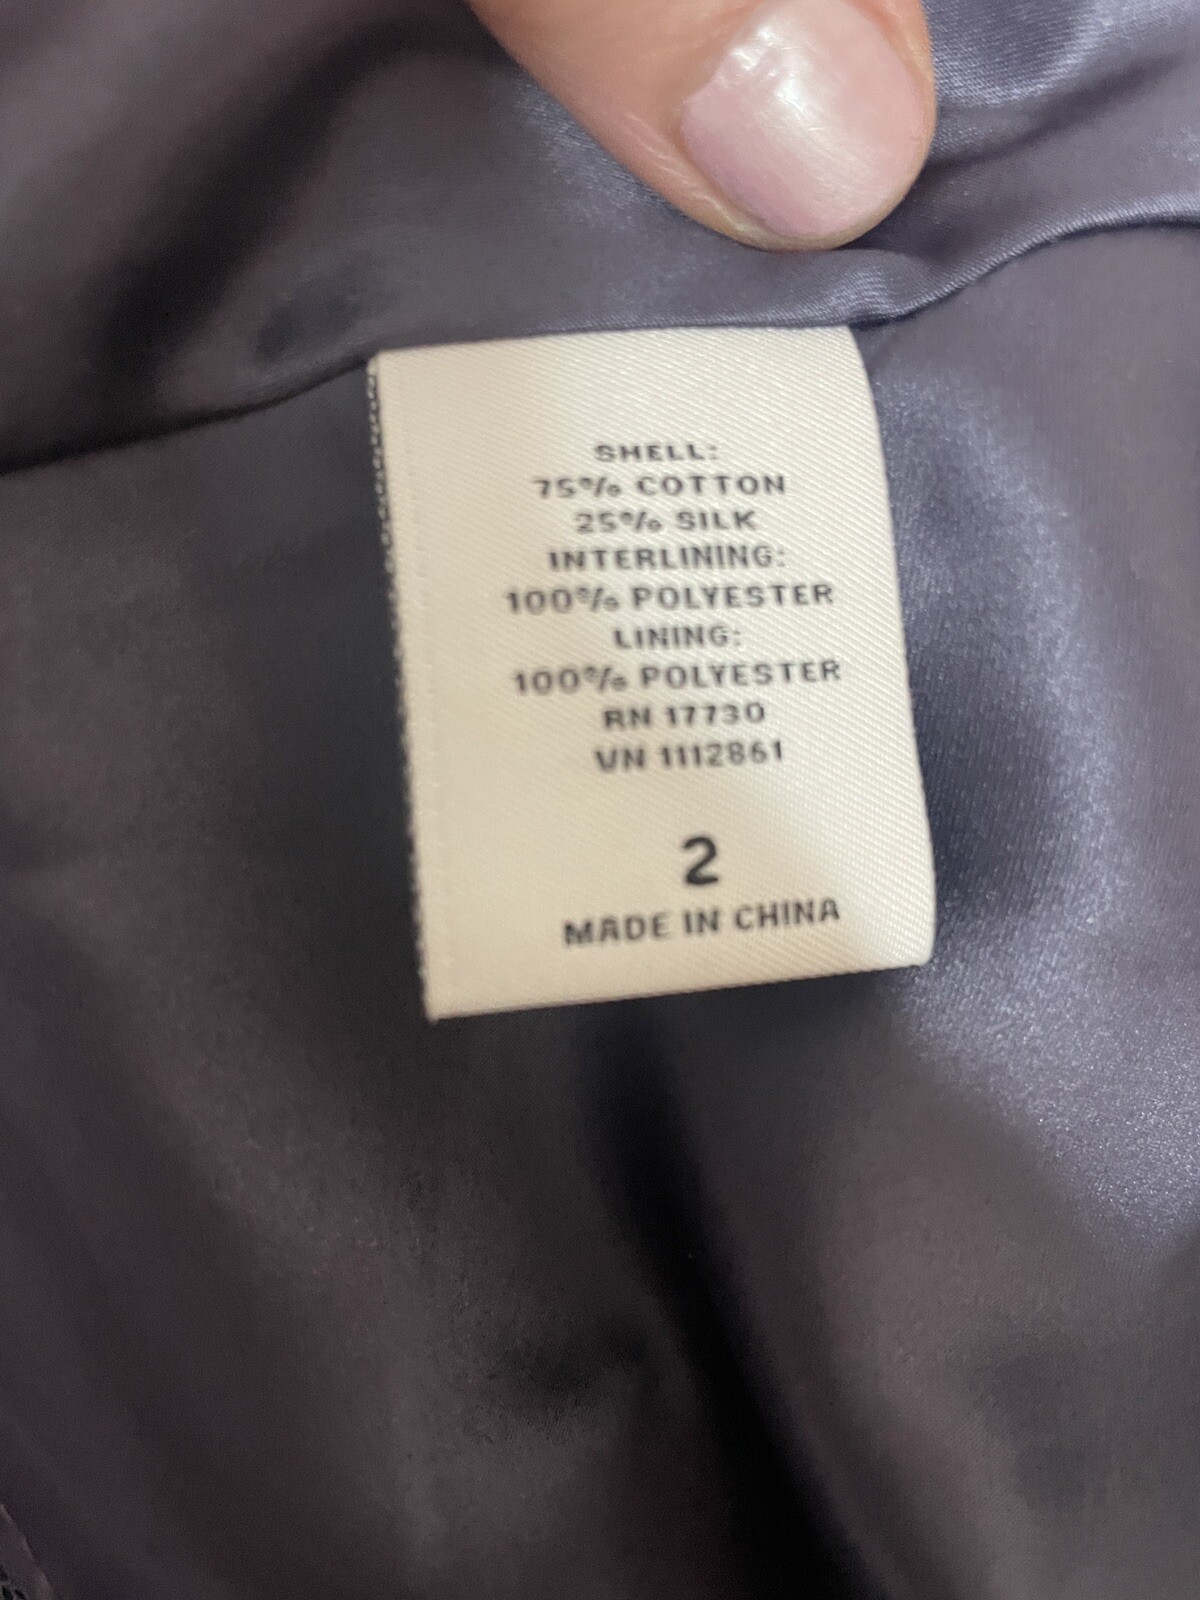 SHELL:
75% COTTON
25% SILK
INTERLINING:
100% POLYESTER
LINING:
100% POLYESTER
RN 17730
VN 1112861
2
MADE IN CHINA